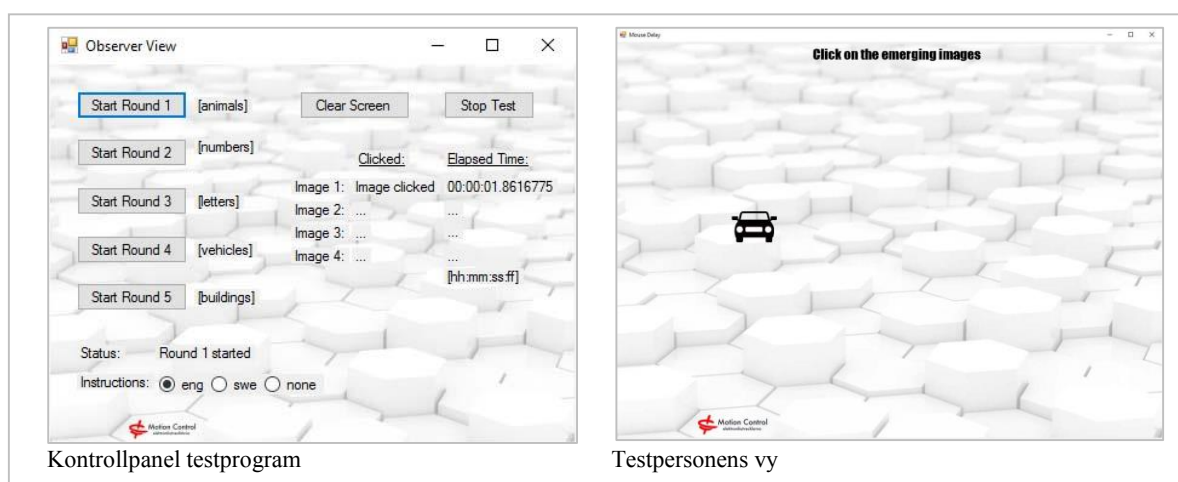 Observer View
Start Round 1 [animals] Clear Screen Stop Test
Start Round 2 [numbers]
Clicked: Elapsed Time:
Image 1: Image clicked 00:00:01.8616775
Start Round 3 [letters]
Image 2: ... ...
Image 3: ... ...
Start Round 4 [vehicles]
Image 4: ... ...
[hh:mm:ss:ff]
Start Round 5 [buildings]
Status: Round 1 started
Instructions: eng swe none
Motion Control
Kontrollpanel testprogram
Mouse Delay
Click on the emerging images
Motion Control
Testpersonens vy